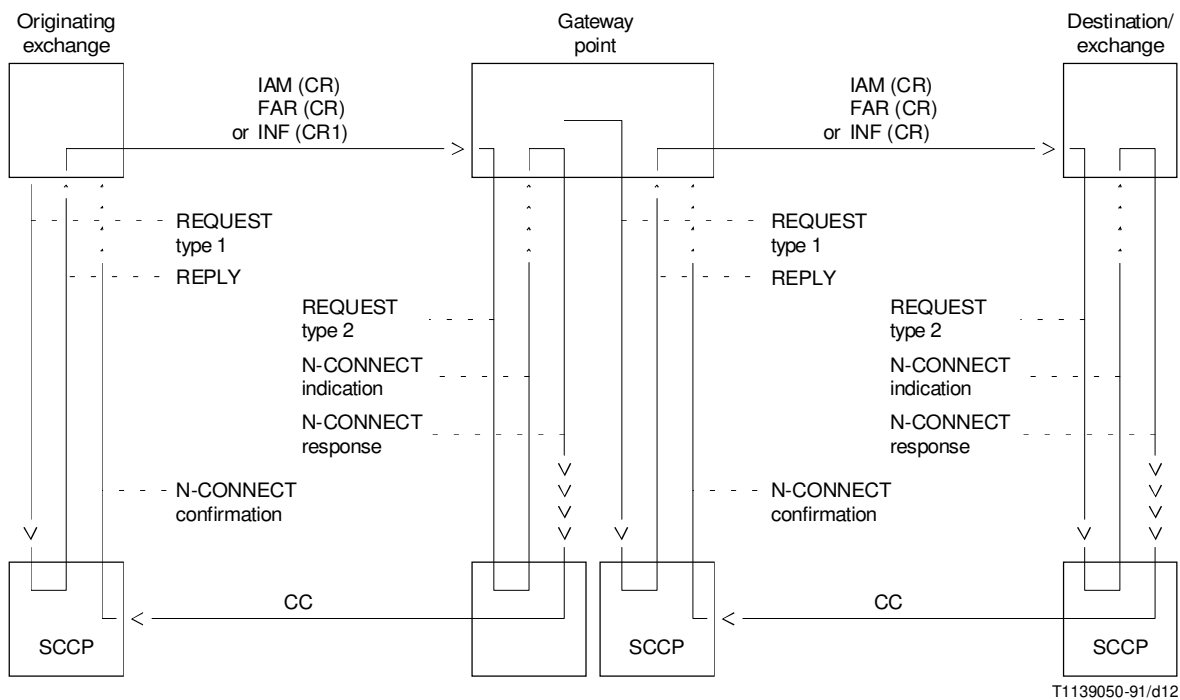 Originating
exchange
Gateway
point
Destination/
exchange
IAM (CR)
FAR (CR)
or INF (CR1)
IAM (CR)
FAR (CR)
or INF (CR)
REQUEST
type 1
REPLY
REQUEST
type 2
N-CONNECT
indication
N-CONNECT
response
N-CONNECT
confirmation
REQUEST
type 1
REPLY
REQUEST
type 2
N-CONNECT
indication
N-CONNECT
response
N-CONNECT
confirmation
CC
CC
SCCP
SCCP
SCCP
T1139050-91/d12